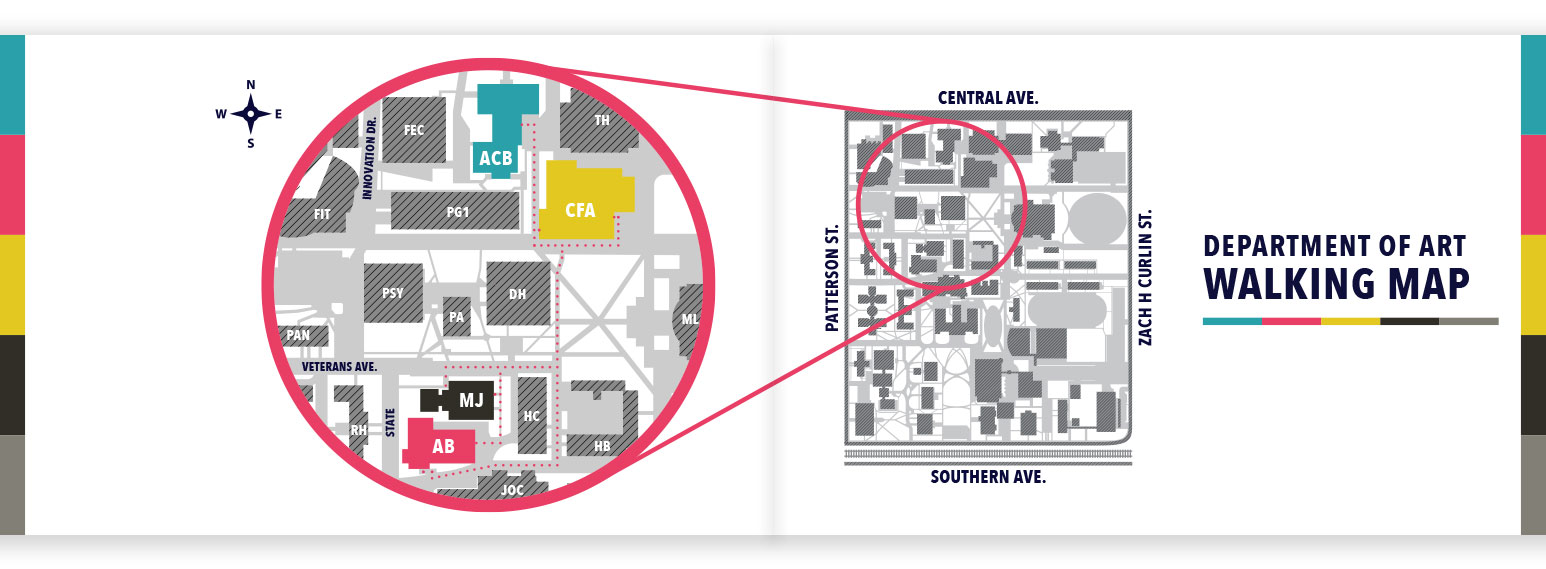 N
W
E
S
INNOVATION DR.
FEC
ACB
TH
FIT
PG1
CFA
PSY
PA
DH
ML
PAN
VETERANS AVE.
RH
STATE
MJ
AB
HC
HB
JOC
CENTRAL AVE.
PATTERSON ST.
ZACH H CURLIN ST.
SOUTHERN AVE.
DEPARTMENT OF ART
WALKING MAP